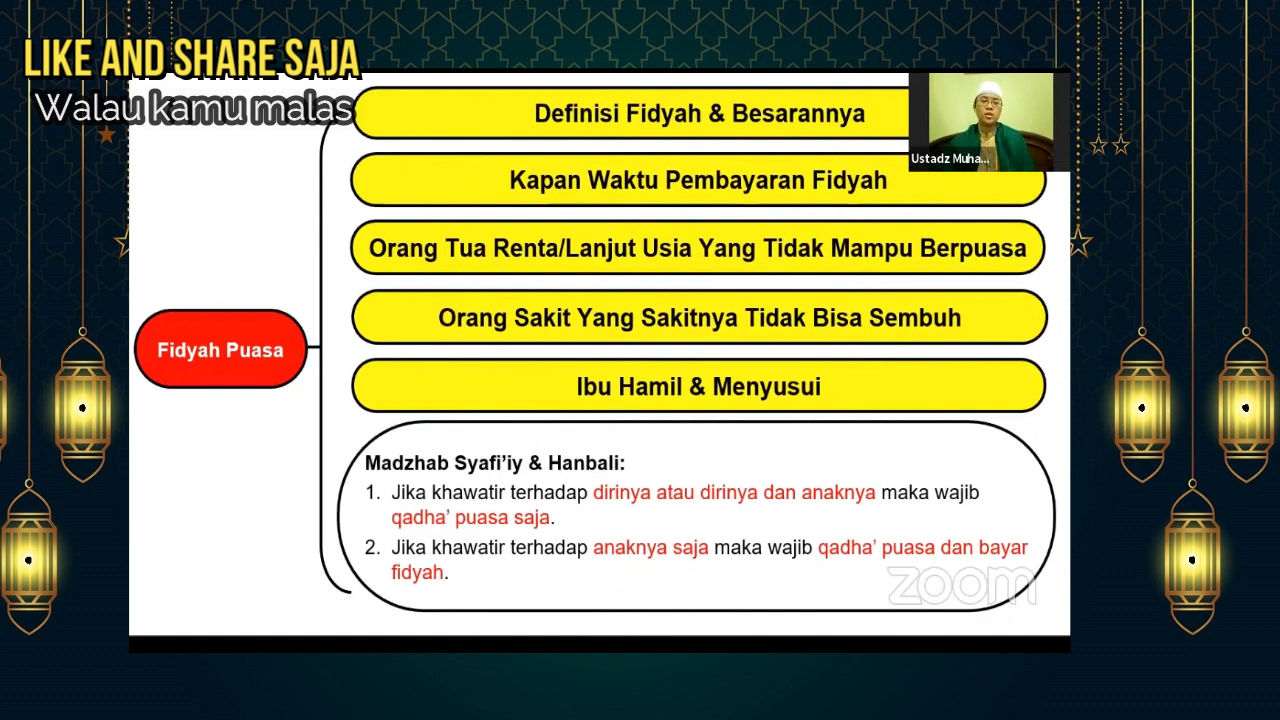 LIKE AND SHARE SAJA
Walau kamu malas
Definisi Fidyah & Besarannya
Ustadz Muha...
Kapan Waktu Pembayaran Fidyah
Orang Tua Renta/Lanjut Usia Yang Tidak Mampu Berpuasa
Orang Sakit Yang Sakitnya Tidak Bisa Sembuh
Fidyah Puasa
Ibu Hamil & Menyusui
Madzhab Syafi’iy & Hanbali:
1. Jika khawatir terhadap dirinya atau dirinya dan anaknya maka wajib
qadha’ puasa saja.
2. Jika khawatir terhadap anaknya saja maka wajib qadha’ puasa dan bayar
fidyah.
zoom